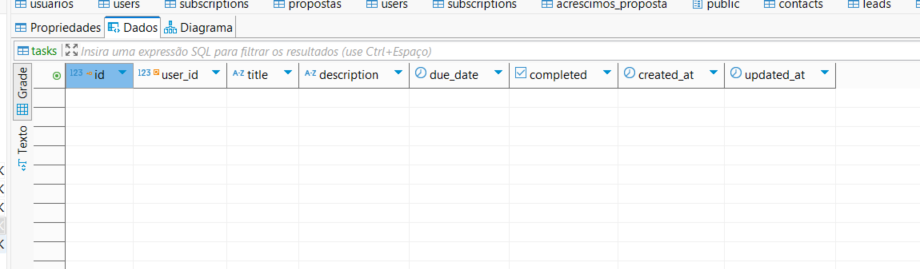 usuarios users subscriptions propostas users subscriptions acrescimos_proposta public contacts leads
Propriedades Dados Diagrama
tasks Insira uma expressão SQL para filtrar os resultados (use Ctrl+Espaço)
Grade
123 id 123 user_id A-Z title A-Z description due_date completed created_at updated_at
Texto